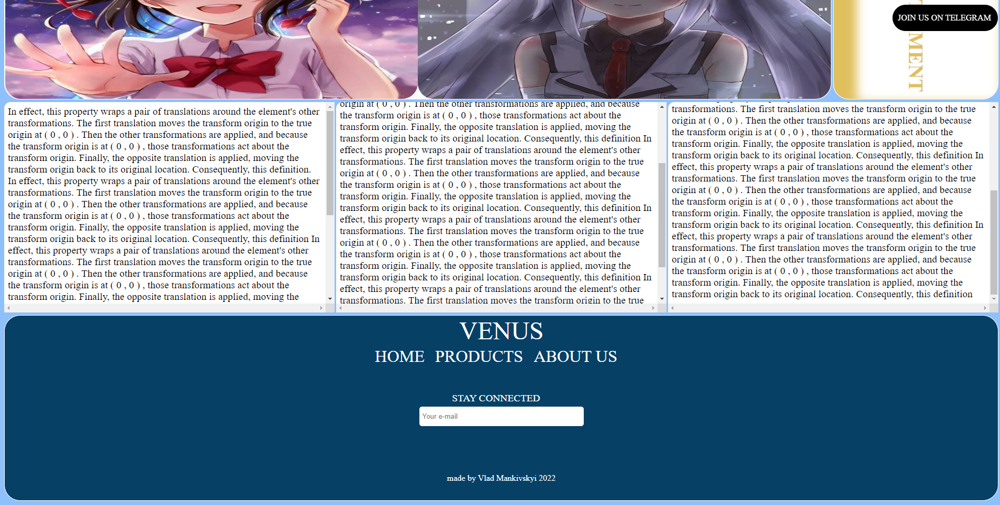 JOIN US ON TELEGRAM
MENT
In effect, this property wraps a pair of translations around the element's other
transformations. The first translation moves the transform origin to the true
origin at ( 0 , 0 ) . Then the other transformations are applied, and because
the transform origin is at ( 0 , 0 ) , those transformations act about the
transform origin. Finally, the opposite translation is applied, moving the
transform origin back to its original location. Consequently, this definition.
In effect, this property wraps a pair of translations around the element's other
transformations. The first translation moves the transform origin to the true
origin at ( 0 , 0 ) . Then the other transformations are applied, and because
the transform origin is at ( 0 , 0 ) , those transformations act about the
transform origin. Finally, the opposite translation is applied, moving the
transform origin back to its original location. Consequently, this definition In
effect, this property wraps a pair of translations around the element's other
transformations. The first translation moves the transform origin to the true
origin at ( 0 , 0 ) . Then the other transformations are applied, and because
the transform origin is at ( 0 , 0 ) , those transformations act about the
transform origin. Finally, the opposite translation is applied, moving the
origin at ( 0 , 0 ) . Then the other transformations are applied, and because
the transform origin is at ( 0 , 0 ) , those transformations act about the
transform origin. Finally, the opposite translation is applied, moving the
transform origin back to its original location. Consequently, this definition In
effect, this property wraps a pair of translations around the element's other
transformations. The first translation moves the transform origin to the true
origin at ( 0 , 0 ) . Then the other transformations are applied, and because
the transform origin is at ( 0 , 0 ) , those transformations act about the
transform origin. Finally, the opposite translation is applied, moving the
transform origin back to its original location. Consequently, this definition In
effect, this property wraps a pair of translations around the element's other
transformations. The first translation moves the transform origin to the true
origin at ( 0 , 0 ) . Then the other transformations are applied, and because
the transform origin is at ( 0 , 0 ) , those transformations act about the
transform origin. Finally, the opposite translation is applied, moving the
transform origin back to its original location. Consequently, this definition In
effect, this property wraps a pair of translations around the element's other
transformations. The first translation moves the transform origin to the true
transformations. The first translation moves the transform origin to the true
origin at ( 0 , 0 ) . Then the other transformations are applied, and because
the transform origin is at ( 0 , 0 ) , those transformations act about the
transform origin. Finally, the opposite translation is applied, moving the
transform origin back to its original location. Consequently, this definition In
effect, this property wraps a pair of translations around the element's other
transformations. The first translation moves the transform origin to the true
origin at ( 0 , 0 ) . Then the other transformations are applied, and because
the transform origin is at ( 0 , 0 ) , those transformations act about the
transform origin. Finally, the opposite translation is applied, moving the
transform origin back to its original location. Consequently, this definition In
effect, this property wraps a pair of translations around the element's other
transformations. The first translation moves the transform origin to the true
origin at ( 0 , 0 ) . Then the other transformations are applied, and because
the transform origin is at ( 0 , 0 ) , those transformations act about the
transform origin. Finally, the opposite translation is applied, moving the
transform origin back to its original location. Consequently, this definition
VENUS
HOME PRODUCTS ABOUT US
STAY CONNECTED
Your e-mail
made by Vlad Mankivskyi 2022